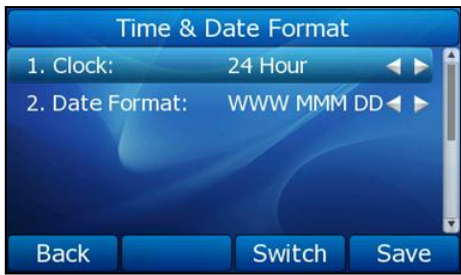 Time & Date Format
1. Clock: 24 Hour
2. Date Format: WWW MMM DD
Back Switch Save